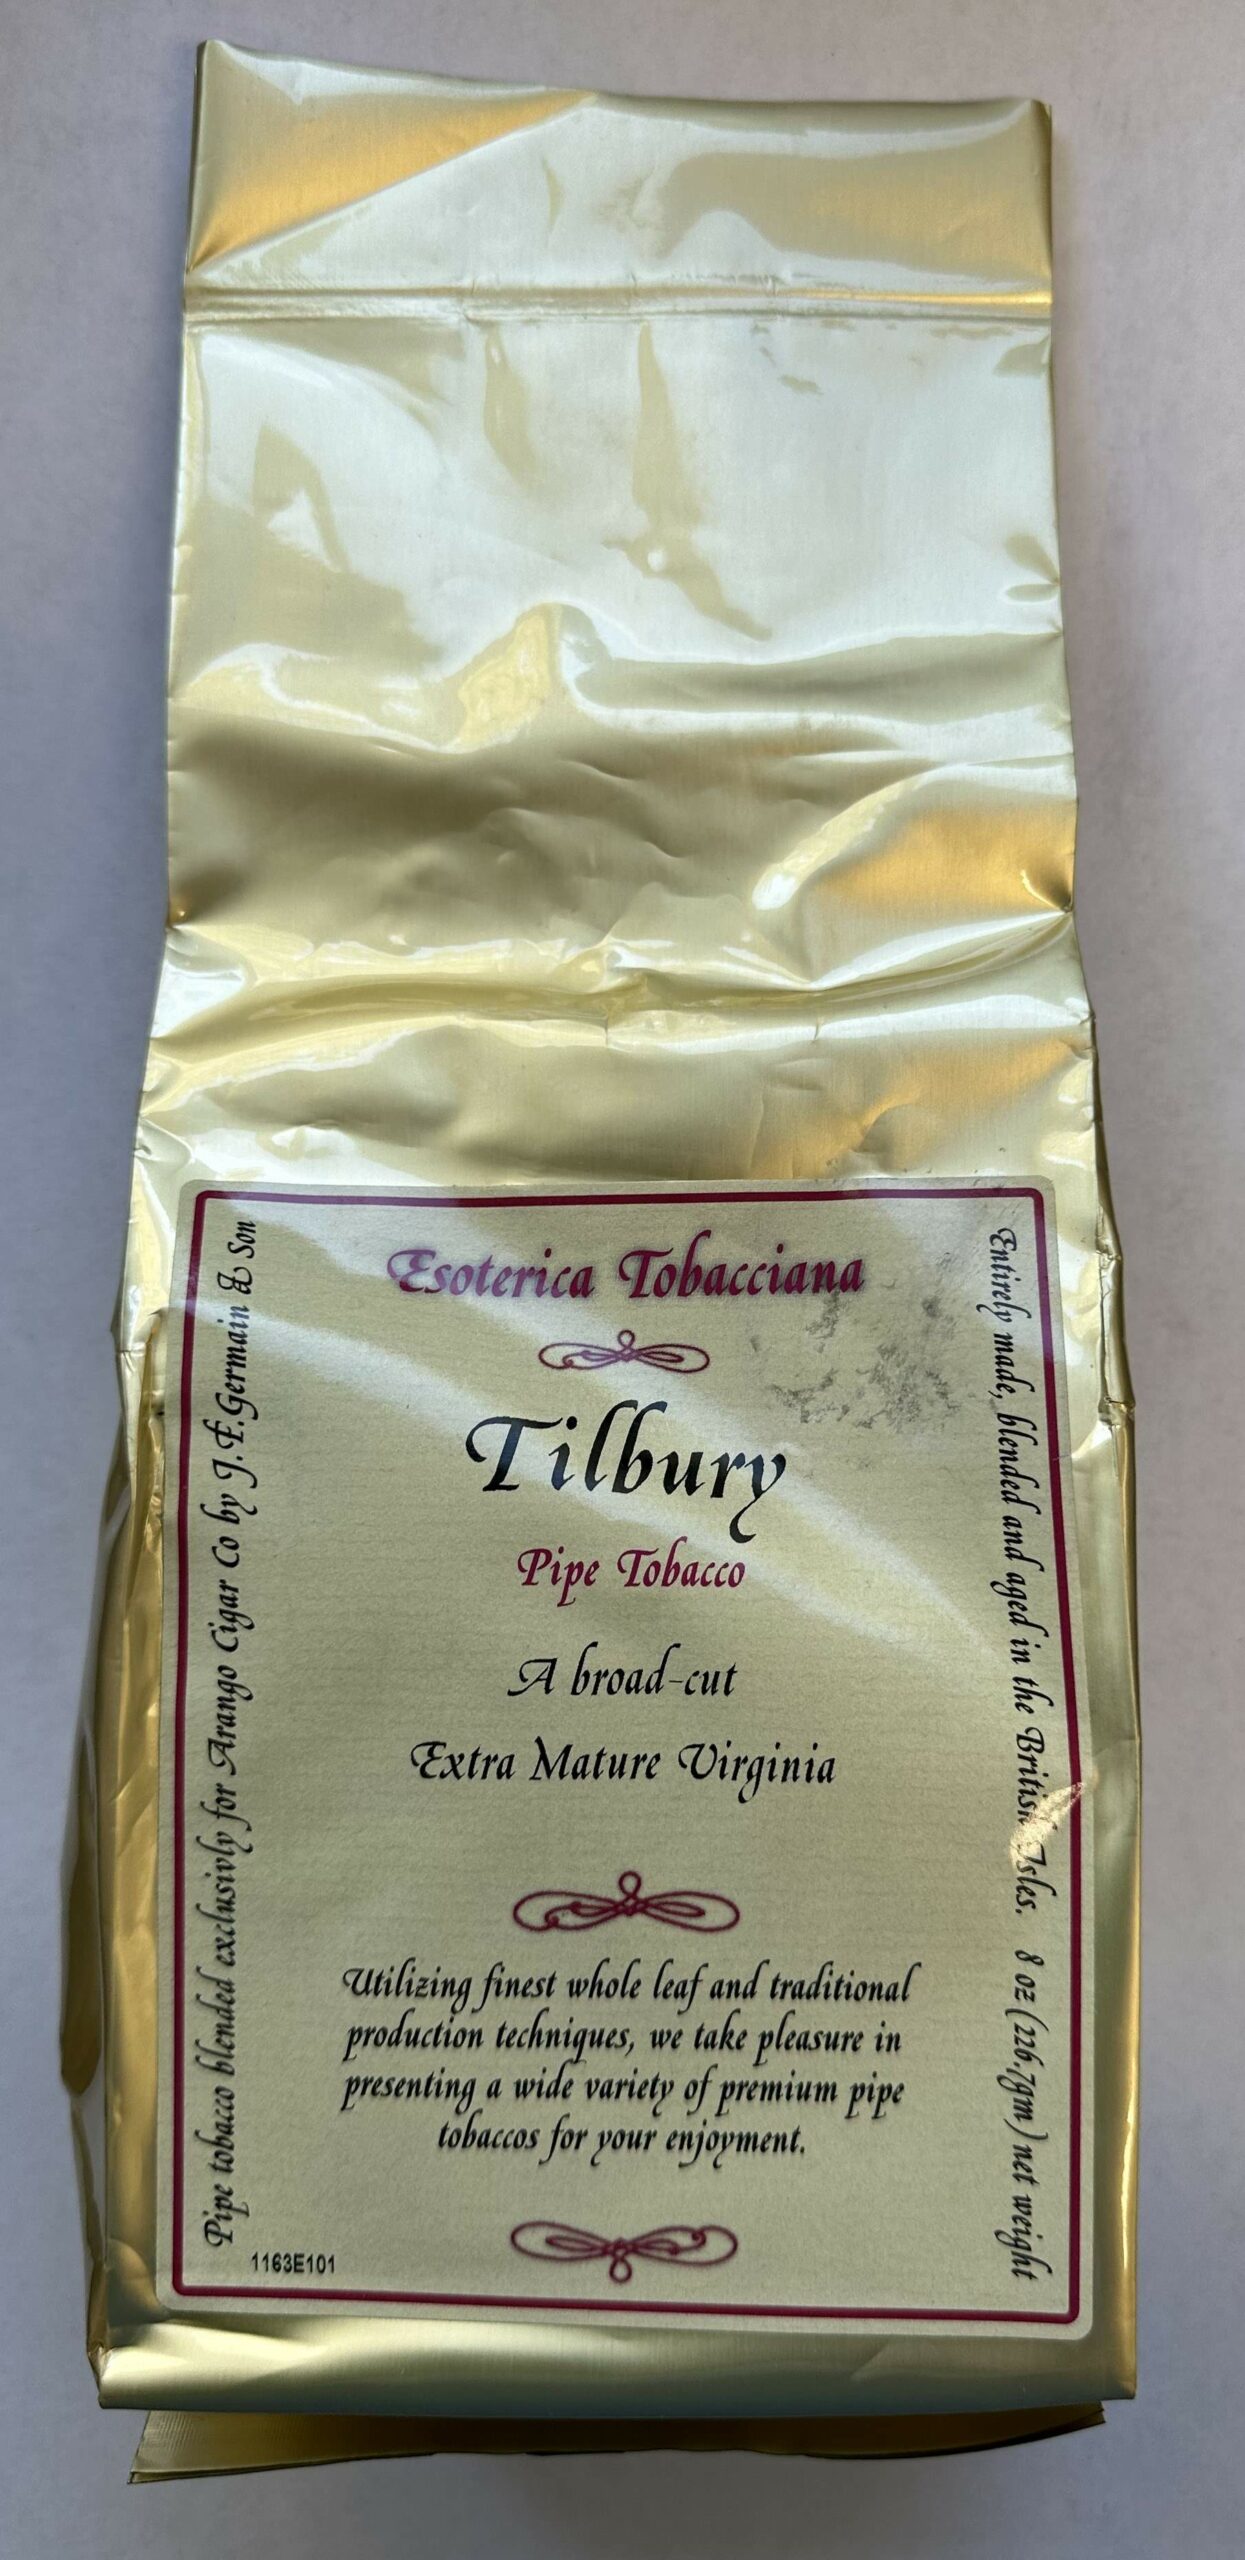 Esoterica Tobacciana
Tilbury
Pipe Tobacco
A broad-cut
Extra Mature Virginia
Utilizing finest whole leaf and traditional
production techniques, we take pleasure in
presenting a wide variety of premium pipe
tobaccos for your enjoyment.
Pipe tobacco blended exclusivly for Arango Cigar Co by J.F.Germain & Son
Entirely made, blended and aged in the British Isles. 8 oz (226.7gm) net weight
1163E101